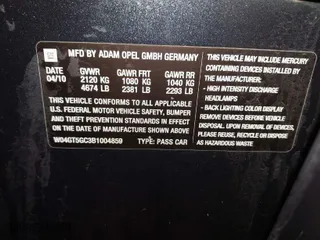 GM MFD BY ADAM OPEL GMBH GERMANY
DATE GVWR GAWR FRT GAWR RR
04/10 2120 KG 1080 KG 1040 KG
4674 LB 2381 LB 2293 LB
THIS VEHICLE CONFORMS TO ALL APPLICABLE
U.S. FEDERAL MOTOR VEHICLE SAFETY, BUMPER
AND THEFT PREVENTION STANDARDS IN EFFECT
ON THE DATE OF MANUFACTURE SHOWN ABOVE.
W04GT5GC3B1004859 TYPE: PASS CAR
THIS VEHICLE MAY CONTAIN MERCURY
CONTAINING DEVICES INSTALLED BY
THE MANUFACTURER:
- HIGH INTENSITY DISCHARGE
HEADLAMPS
- BACK LIGHTING COLOR DISPLAY
REMOVE DEVICES BEFORE VEHICLE
DISPOSAL. UPON REMOVAL OF DEVICES
PLEASE REUSE, RECYCLE OR DISPOSE
AS HAZARDOUS WASTE.